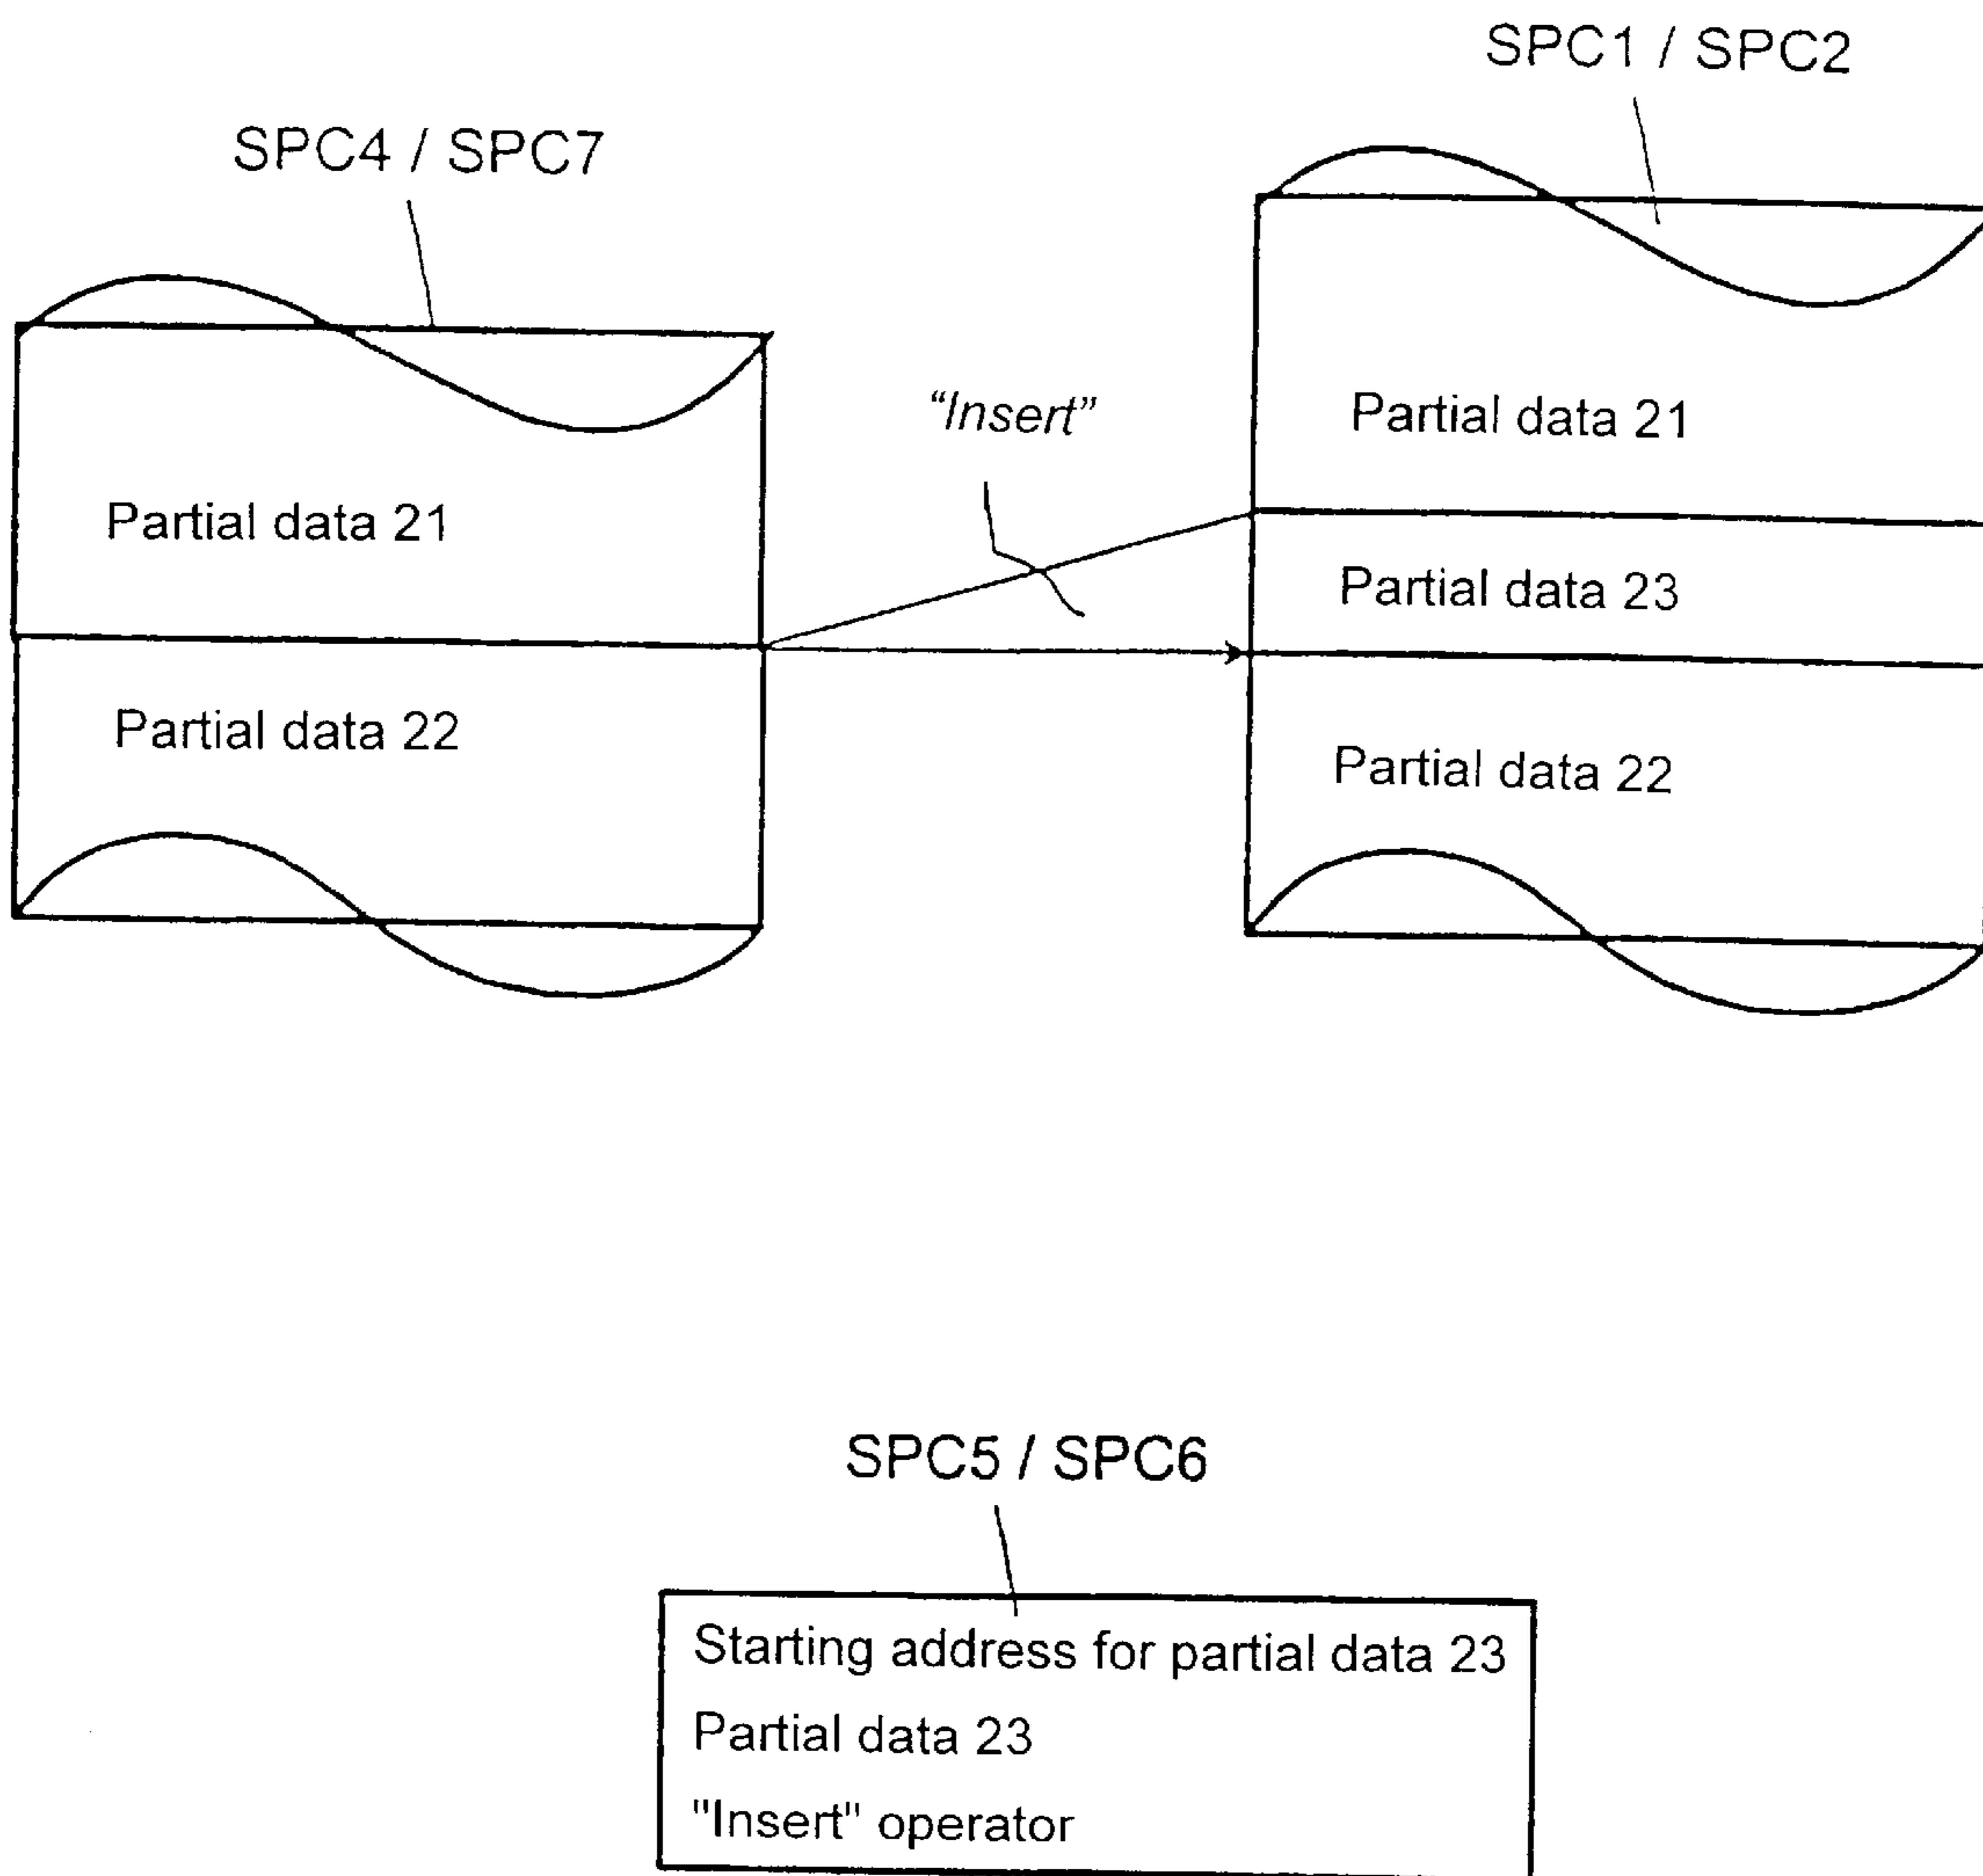 SPC1 / SPC2
SPC4 / SPC7
“Insert”
Partial data 21
Partial data 21
Partial data 23
Partial data 22
Partial data 22
SPC5 / SPC6
Starting address for partial data 23
Partial data 23
"Insert" operator